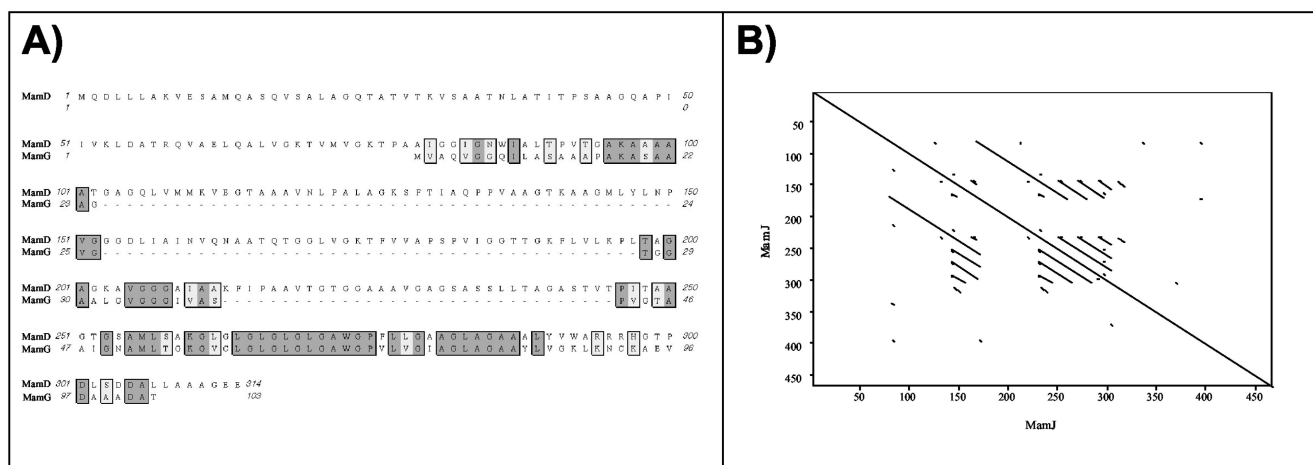 A)
MamD 1 M Q D L L L A K V E S A M Q A S Q V S A L A G Q T A T V T K V S A A T N L A T I T P S A A G Q A P I 50
1 0
MamD 51 I V K L D A T R Q V A E L Q A L V G K T V M V G K T P A A I G G I G N W I A L T P V T G A K A A A A 100
MamG 1 M V A Q V G G Q I L A S A A A P A K A S A A 22
MamD 101 A T G A G Q L V M M K V E G T A A A V N L P A L A G K S F T I A Q P P V A A G T K A A G M L Y L N P 150
MamG 23 A G - - - - - - - - - - - - - - - - - - - - - - - - - - - - - - - - - - - - - - - - - - - - - - - - 24
MamD 151 V G G G D L I A I N V Q N A A T Q T G G L V G K T F V V A P S P V I G G T T G K F L V L K P L T A G 200
MamG 25 V G - - - - - - - - - - - - - - - - - - - - - - - - - - - - - - - - - - - - - - - - - - - - - T G G 29
MamD 201 A G K A V G G G A I A A K F I P A A V T G T G G A A A V G A G S A S S L L T A G A S T V T P I T A A 250
MamG 30 A A L G V G G G I V A S - - - - - - - - - - - - - - - - - - - - - - - - - - - - - - - - - P V G T A 46
MamD 251 G T G S A M L S A K G L G L G L G L G L G A W G P F L L G A A G L A G A A A L Y V W A R R R H G T P 300
MamG 47 A I G N A M L T G K G V C L G L G L G L G A W G P V L V G I A G L A G A A Y L V G K L K N C K A E V 96
MamD 301 D L S D D A L L A A A G E E 314
MamG 97 D A A A D A T 103
B)
50
100
150
200
250
300
350
400
450
MamJ
50 100 150 200 250 300 350 400 450
MamJ